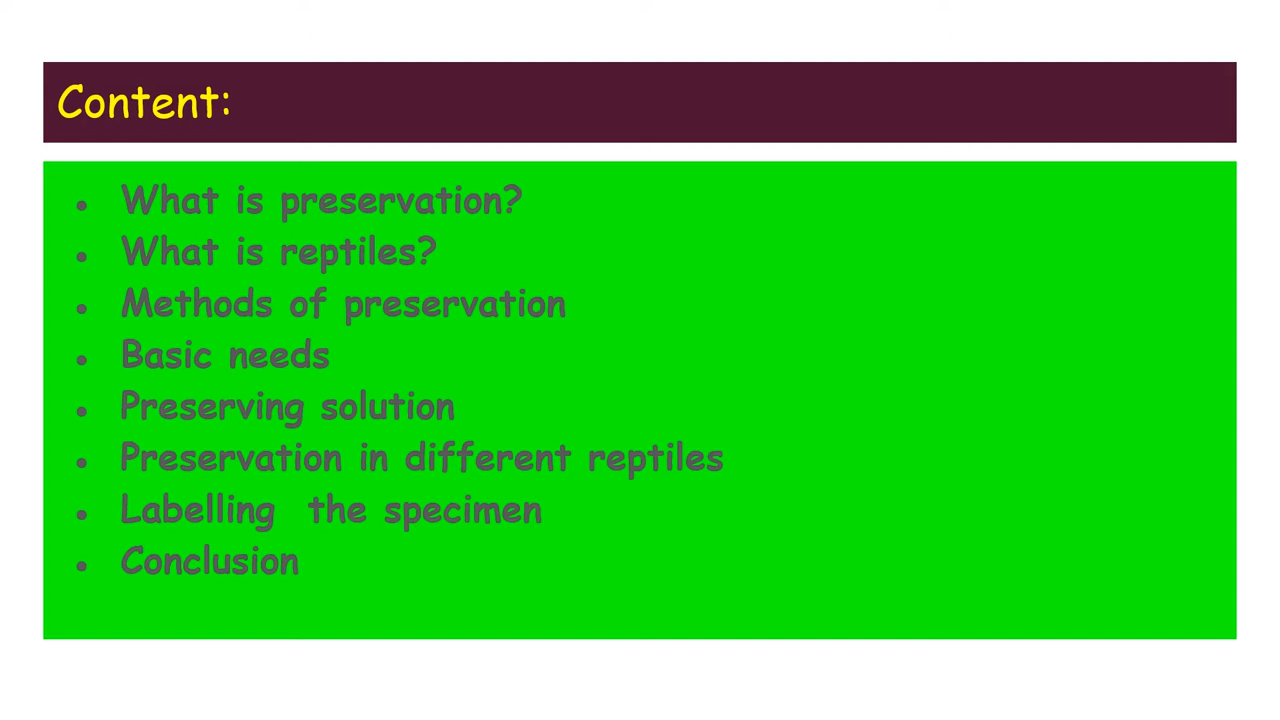 Content:
• What is preservation?
• What is reptiles?
• Methods of preservation
• Basic needs
• Preserving solution
• Preservation in different reptiles
• Labelling  the specimen
• Conclusion